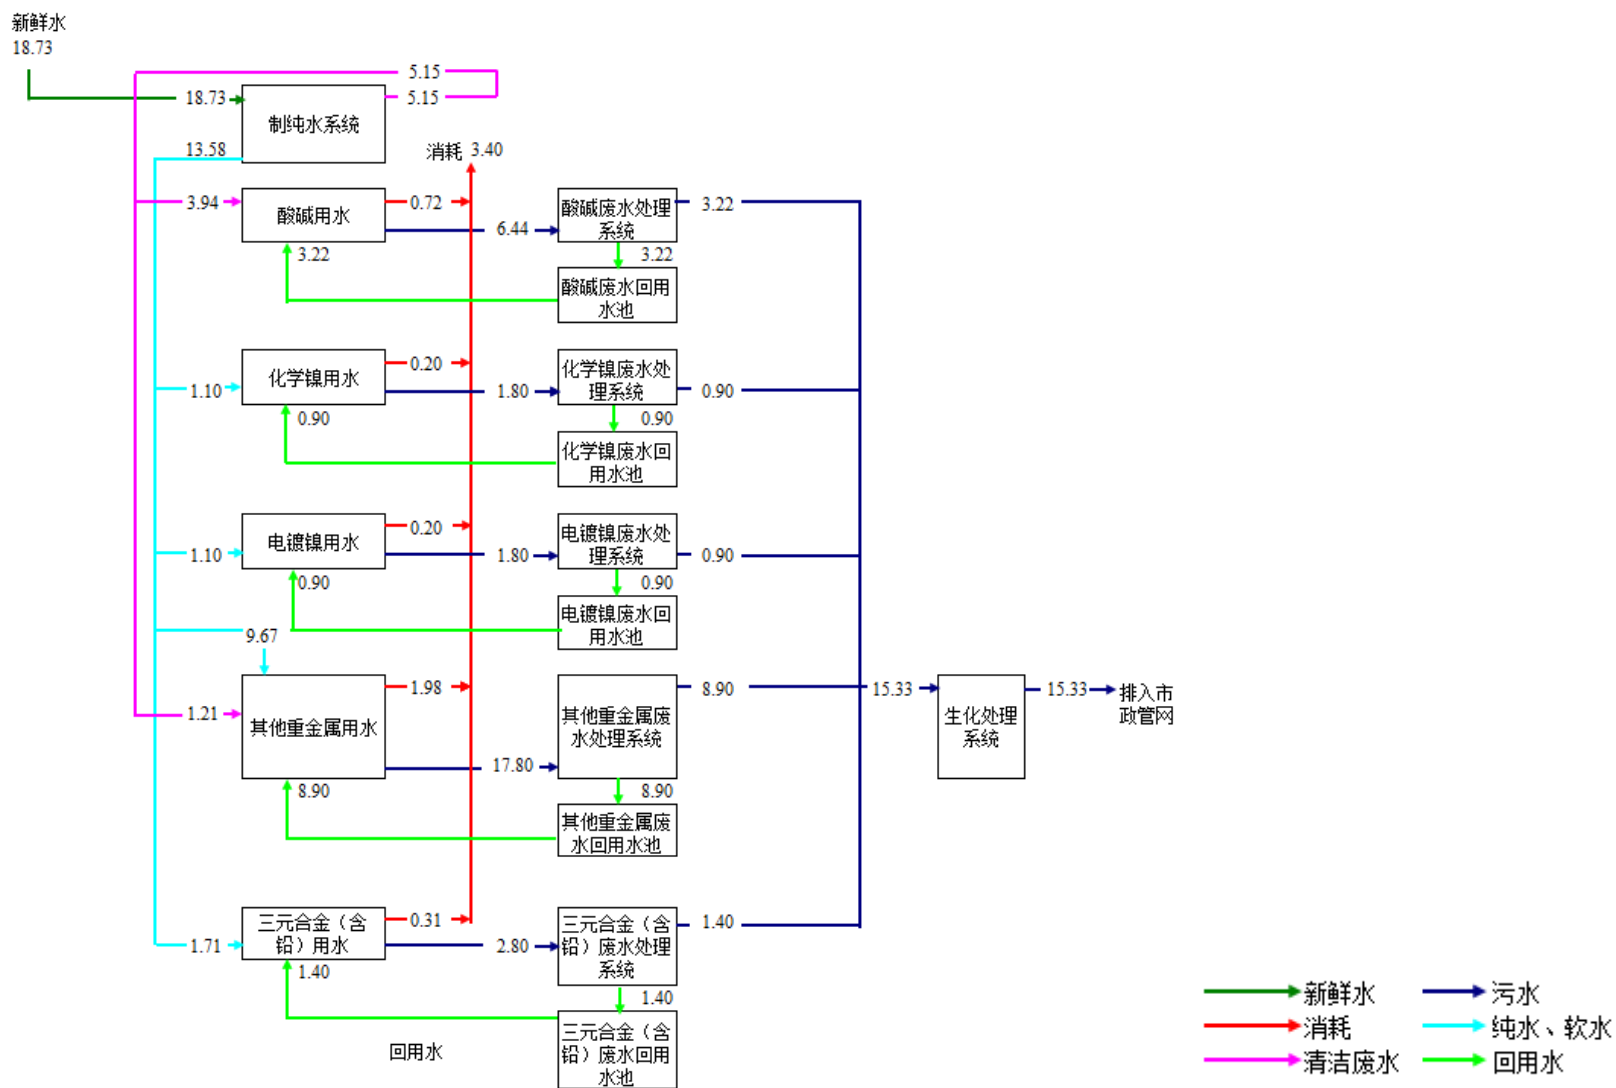 新鲜水
18.73
5.15
18.73
5.15
制纯水系统
13.58
消耗 3.40
3.94
酸碱用水
0.72
6.44
酸碱废水处理
系统
3.22
3.22
3.22
酸碱废水回用
水池
1.10
化学镍用水
0.20
1.80
化学镍废水处
理系统
0.90
0.90
0.90
化学镍废水回
用水池
1.10
电镀镍用水
0.20
1.80
电镀镍废水处
理系统
0.90
0.90
0.90
电镀镍废水回
用水池
9.67
1.21
其他重金属用水
1.98
17.80
其他重金属废
水处理系统
8.90
15.33
生化处理
系统
15.33
排入市
政管网
8.90
8.90
其他重金属废
水回用水池
1.71
三元合金（含
铅）用水
0.31
2.80
三元合金（含
铅）废水处理
系统
1.40
1.40
1.40
三元合金（含
铅）废水回用
水池
回用水
新鲜水
污水
消耗
纯水、软水
清洁废水
回用水